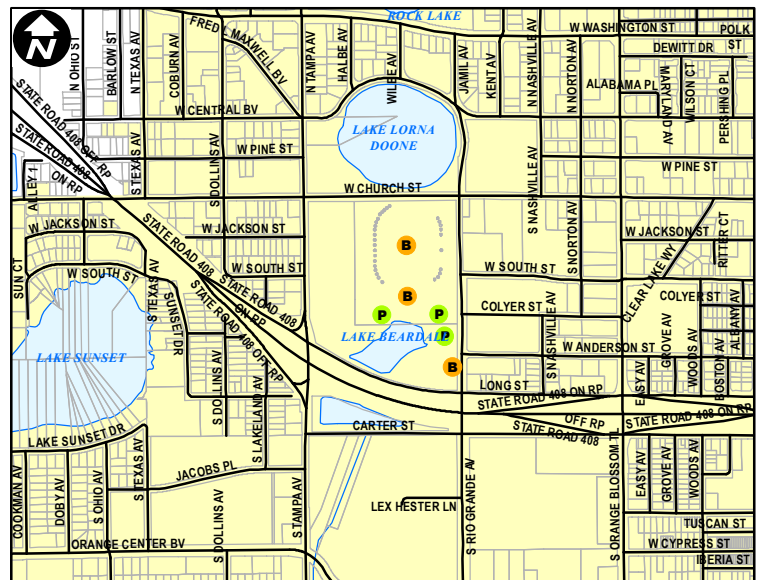 ROCK LAKE
W WASHINGTON ST
POLK ST
DEWITT DR
N
N OHIO ST
BARLOW ST
N TEXAS AV
COBURN AV
FRED L MAXWELL BV
N TAMPA AV
HALBE AV
WILBE AV
JAMIL AV
KENT AV
N NASHVILLE AV
N NORTON AV
ALABAMA PL
MARYLAND AV
WILSON CT
PERSHING PL
STATE ROAD 408 OFF RP
STATE ROAD 408
ON RP
W CENTRAL BV
LAKE LORNA
DOONE
S TEXAS AV
S DOLLINS AV
W PINE ST
W PINE ST
ALLEY 1
W CHURCH ST
S NASHVILLE AV
S NORTON AV
W JACKSON ST
W JACKSON ST
W JACKSON ST
RITTER CT
STATE ROAD 408
B
CLEAR LAKE WY
SUN CT
W SOUTH ST
S TEXAS AV
W SOUTH ST
W SOUTH ST
STATE ROAD 408
ON RP
STATE ROAD 408 OFF RP
SUNSET DR
B
COLYER ST
COLYER ST
ALBANY AV
P
P
P
LAKE BEARDALL
LAKE SUNSET
W ANDERSON ST
S NASHVILLE AV
GROVE AV
WOODS AV
BOSTON AV
EASY AV
B
S DOLLINS AV
S LAKELAND AV
LONG ST
STATE ROAD 408 ON RP
OFF RP
STATE ROAD 408
STATE ROAD 408 ON RP
CARTER ST
LAKE SUNSET DR
S TEXAS AV
JACOBS PL
COOKMAN AV
DOBY AV
S OHIO AV
S DOLLINS AV
S TAMPA AV
LEX HESTER LN
S RIO GRANDE AV
S ORANGE BLOSSOM TL
EASY AV
GROVE AV
WOODS AV
TUSCAN ST
W CYPRESS ST
IBERIA ST
ORANGE CENTER BV